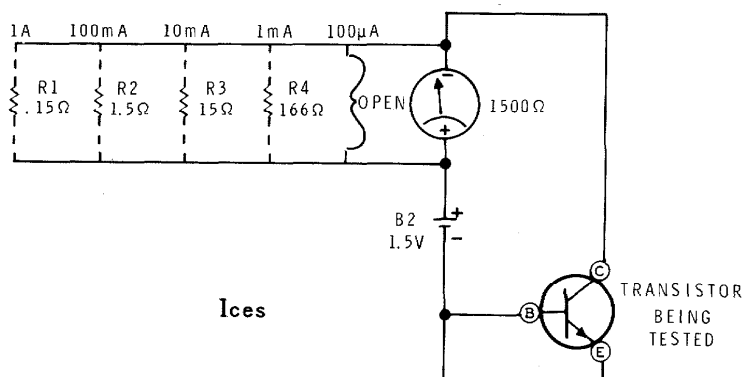 1A 100mA 10mA 1mA 100µA
R1
.15Ω
R2
1.5Ω
R3
15Ω
R4
166Ω
OPEN
-
+
1500Ω
B2
1.5V
+
-
Ices
B
C
E
TRANSISTOR
BEING
TESTED